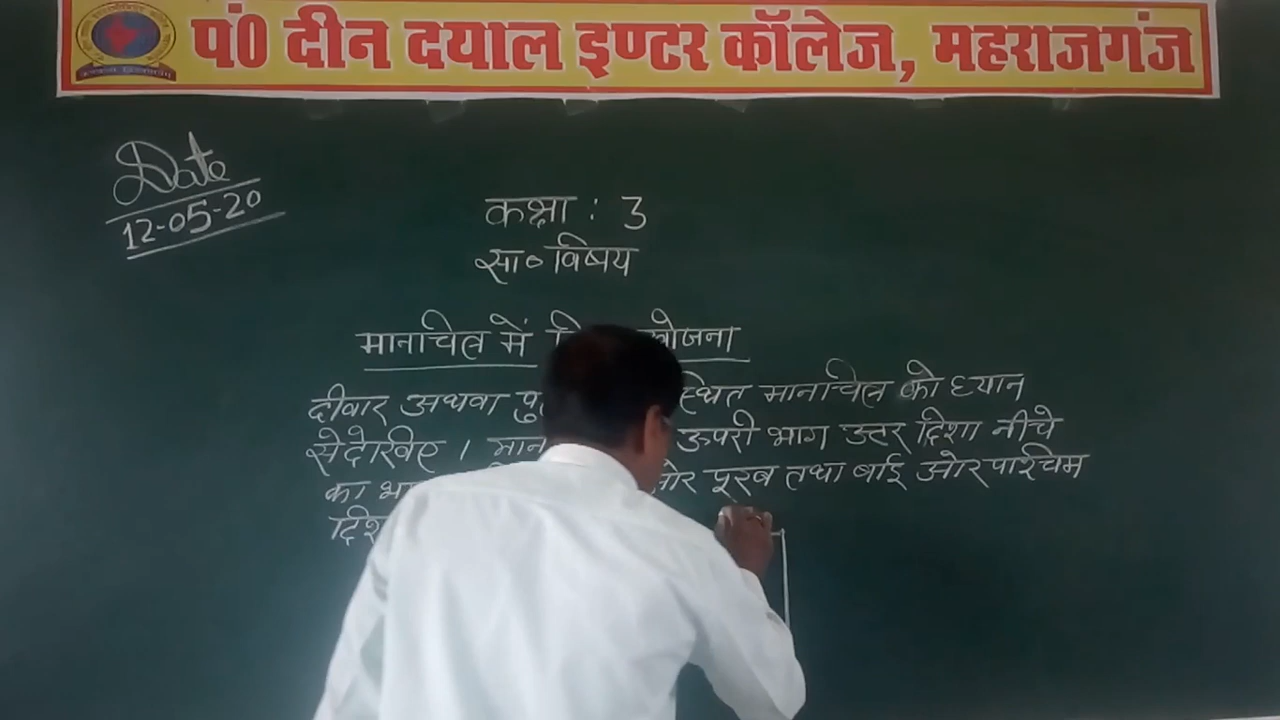 पं0 दीन दयाल इण्टर कॉलेज, महराजगंज
Date
12-05-20
कक्षा : 3
सा० विषय
मानचित्र में खोजना
दीवार अथवा स्थित मानचित्र को ध्यान
से देखिए । ऊपरी भाग उत्तर दिशा नीचे
का ओर पूरब तथा बाई ओर पश्चिम